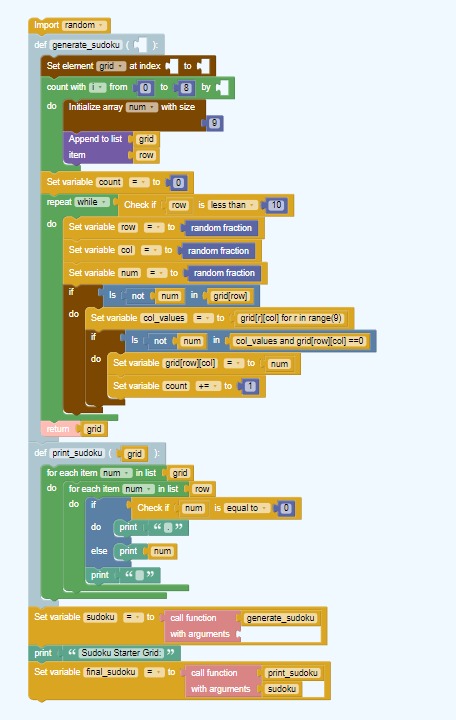 Import random
def generate_sudoku ( ):
Set element grid at index to
count with i from 0 to 8 by
do Initialize array num with size
9
Append to list grid
item row
Set variable count = to 0
repeat while Check if row is less than 10
do Set variable row = to random fraction
Set variable col = to random fraction
Set variable num = to random fraction
if Is not num in grid[row]
do Set variable col_values = to grid[r][col] for r in range(9)
if Is not num in col_values and grid[row][col] ==0
do Set variable grid[row][col] = to num
Set variable count += to 1
return grid
def print_sudoku ( grid ):
for each item num in list grid
do for each item num in list row
do if Check if num is equal to 0
do print “ . ”
else print num
print “ ”
Set variable sudoku = to call function generate_sudoku
with arguments
print “ Sudoku Starter Grid: ”
Set variable final_sudoku = to call function print_sudoku
with arguments sudoku